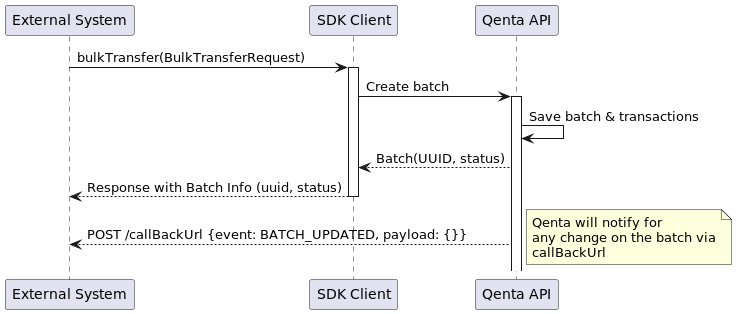 External System
SDK Client
Qenta API
bulkTransfer(BulkTransferRequest)
Create batch
Save batch & transactions
Batch(UUID, status)
Response with Batch Info (uuid, status)
POST /callBackUrl {event: BATCH_UPDATED, payload: {}}
Qenta will notify for
any change on the batch via
callBackUrl
External System
SDK Client
Qenta API